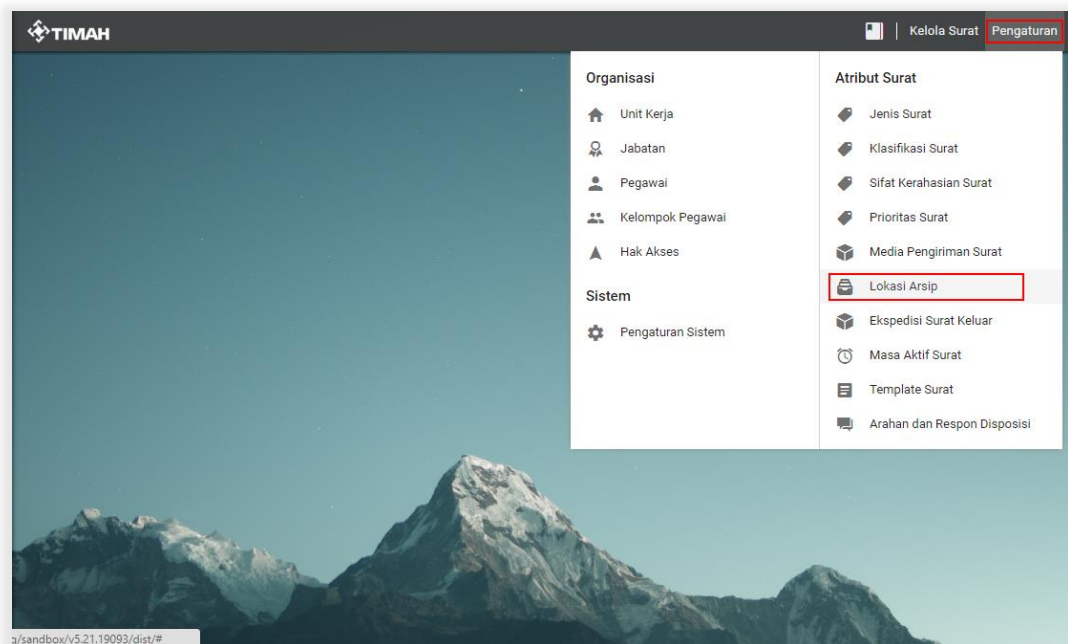 TIMAH
Kelola Surat
Pengaturan
Organisasi
Unit Kerja
Jabatan
Pegawai
Kelompok Pegawai
Hak Akses
Sistem
Pengaturan Sistem
Atribut Surat
Jenis Surat
Klasifikasi Surat
Sifat Kerahasian Surat
Prioritas Surat
Media Pengiriman Surat
Lokasi Arsip
Ekspedisi Surat Keluar
Masa Aktif Surat
Template Surat
Arahan dan Respon Disposisi
g/sandbox/v5.21.19093/dist/#